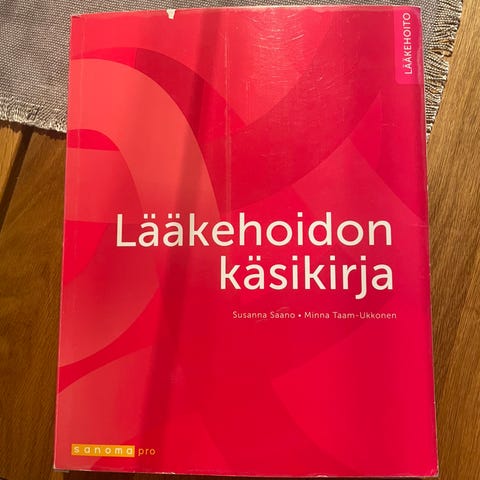 LÄÄKEHOITO
Lääkehoidon
käsikirja
Susanna Saano • Minna Taam-Ukkonen
sanoma pro